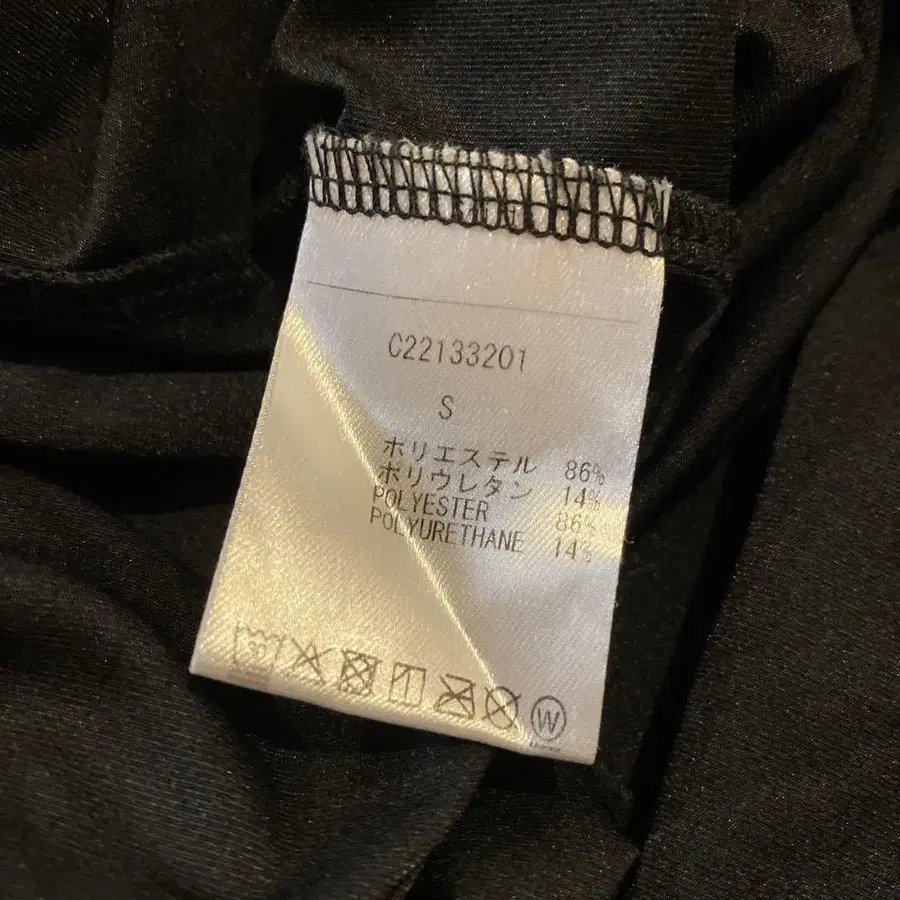 C22133201
S
ポリエステル 86%
ポリウレタン 14%
POLYESTER 86%
POLYURETHANE 14%
W